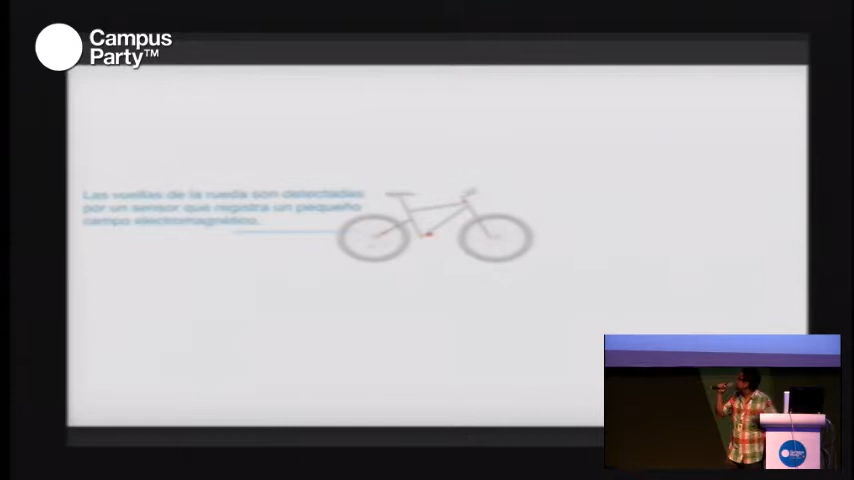 Campus
Party™
Las vueltas de la rueda son detectadas
por un sensor que registra un pequeño
campo electromagnético.